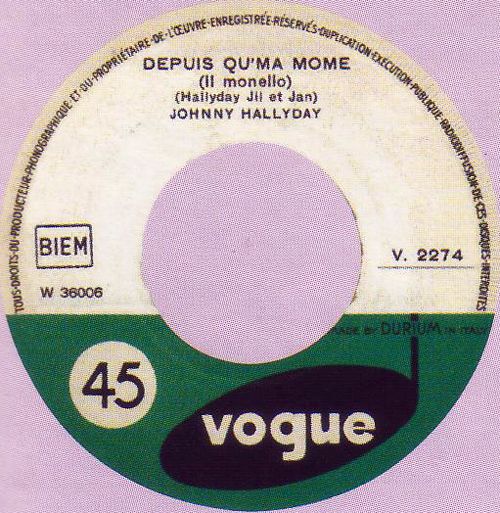 TOUS·DROITS·DU·PRODUCTEUR·PHONOGRAPHIQUE ET·DU·PROPRIÉTAIRE·DE·L'ŒUVRE·ENREGISTRÉE·RÉSERVÉS·DUPLICATION·EXECUTION·PUBLIQUE·RADIODIFFUSION·DE·CES·DISQUES·INTERDITES
DEPUIS QU'MA MOME
(Il monello)
(Hallyday Jil et Jan)
JOHNNY HALLYDAY
BIEM
V. 2274
W 36006
MADE BY DURIUM IN ITALY
45
vogue